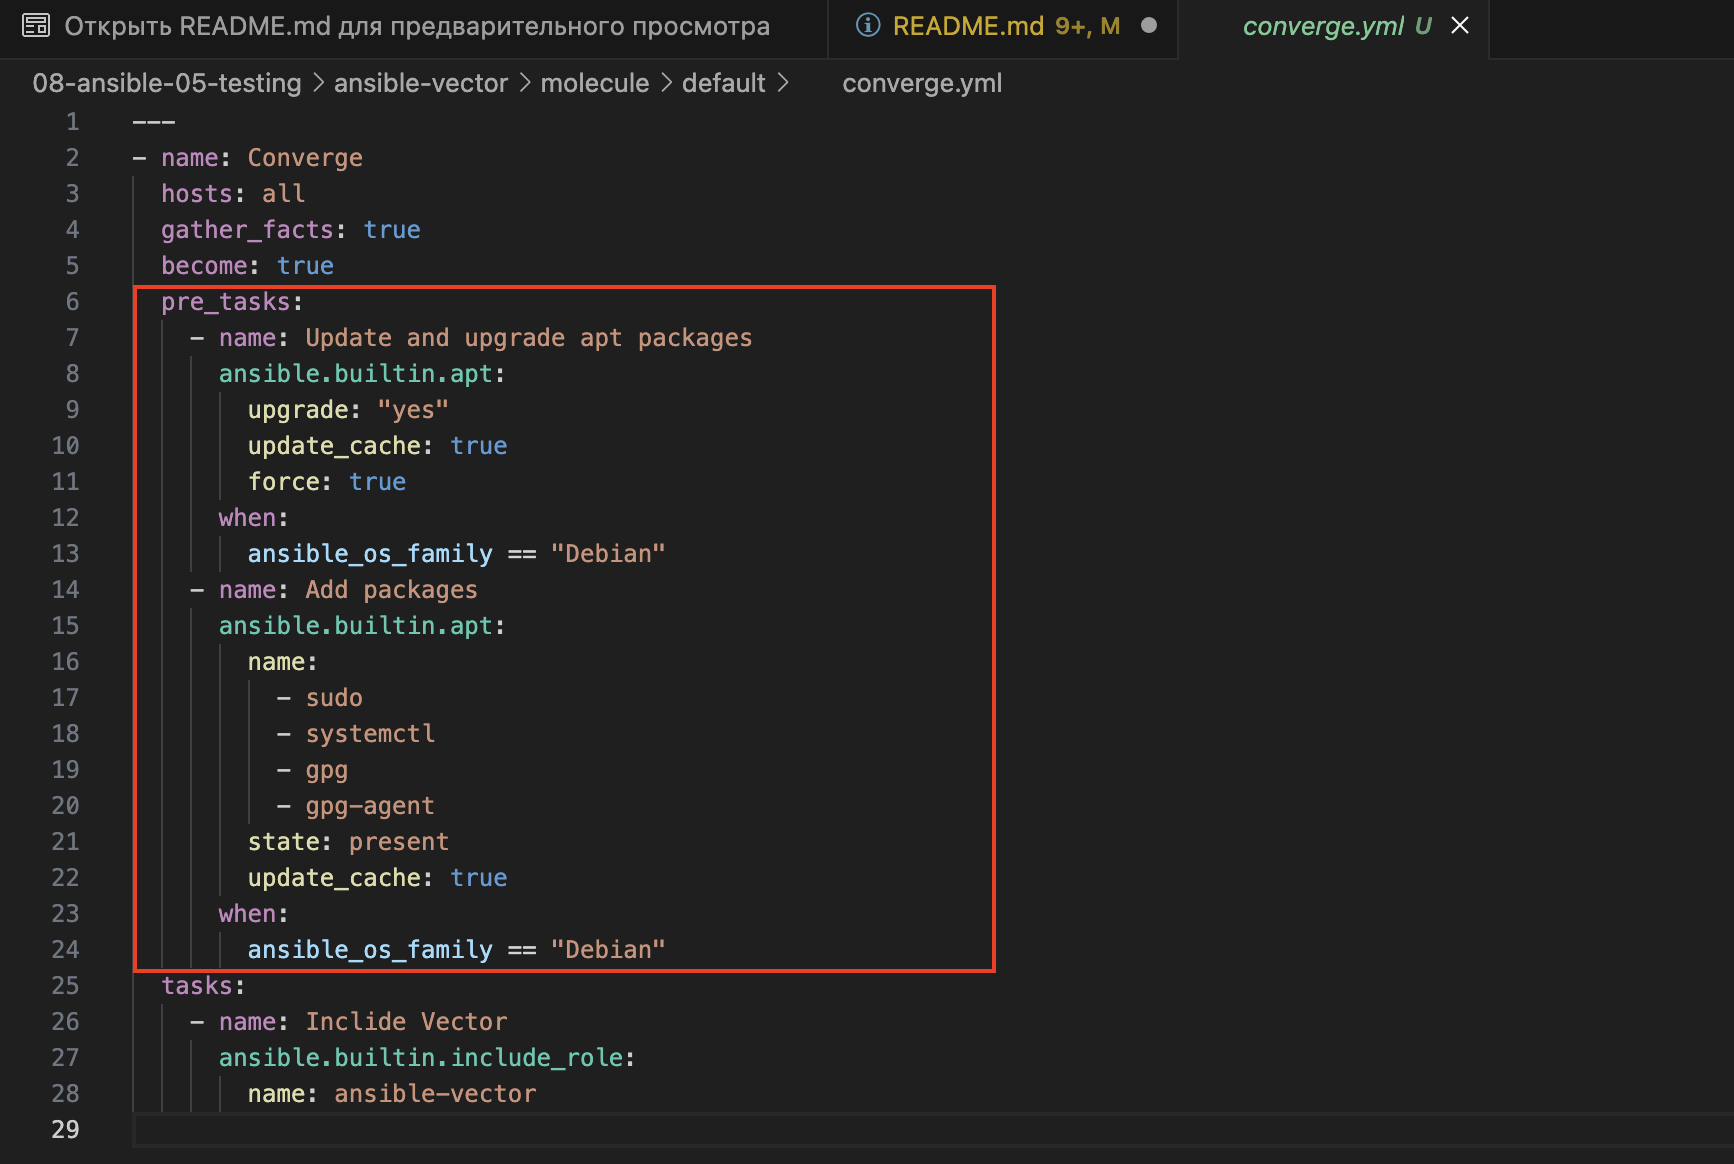 Открыть README.md для предварительного просмотра
README.md 9+, M
converge.yml U
08-ansible-05-testing > ansible-vector > molecule > default > converge.yml
1 ---
2 - name: Converge
3   hosts: all
4   gather_facts: true
5   become: true
6   pre_tasks:
7     - name: Update and upgrade apt packages
8       ansible.builtin.apt:
9         upgrade: "yes"
10         update_cache: true
11         force: true
12       when:
13         ansible_os_family == "Debian"
14     - name: Add packages
15       ansible.builtin.apt:
16         name:
17           - sudo
18           - systemctl
19           - gpg
20           - gpg-agent
21         state: present
22         update_cache: true
23       when:
24         ansible_os_family == "Debian"
25   tasks:
26     - name: Inclide Vector
27       ansible.builtin.include_role:
28         name: ansible-vector
29